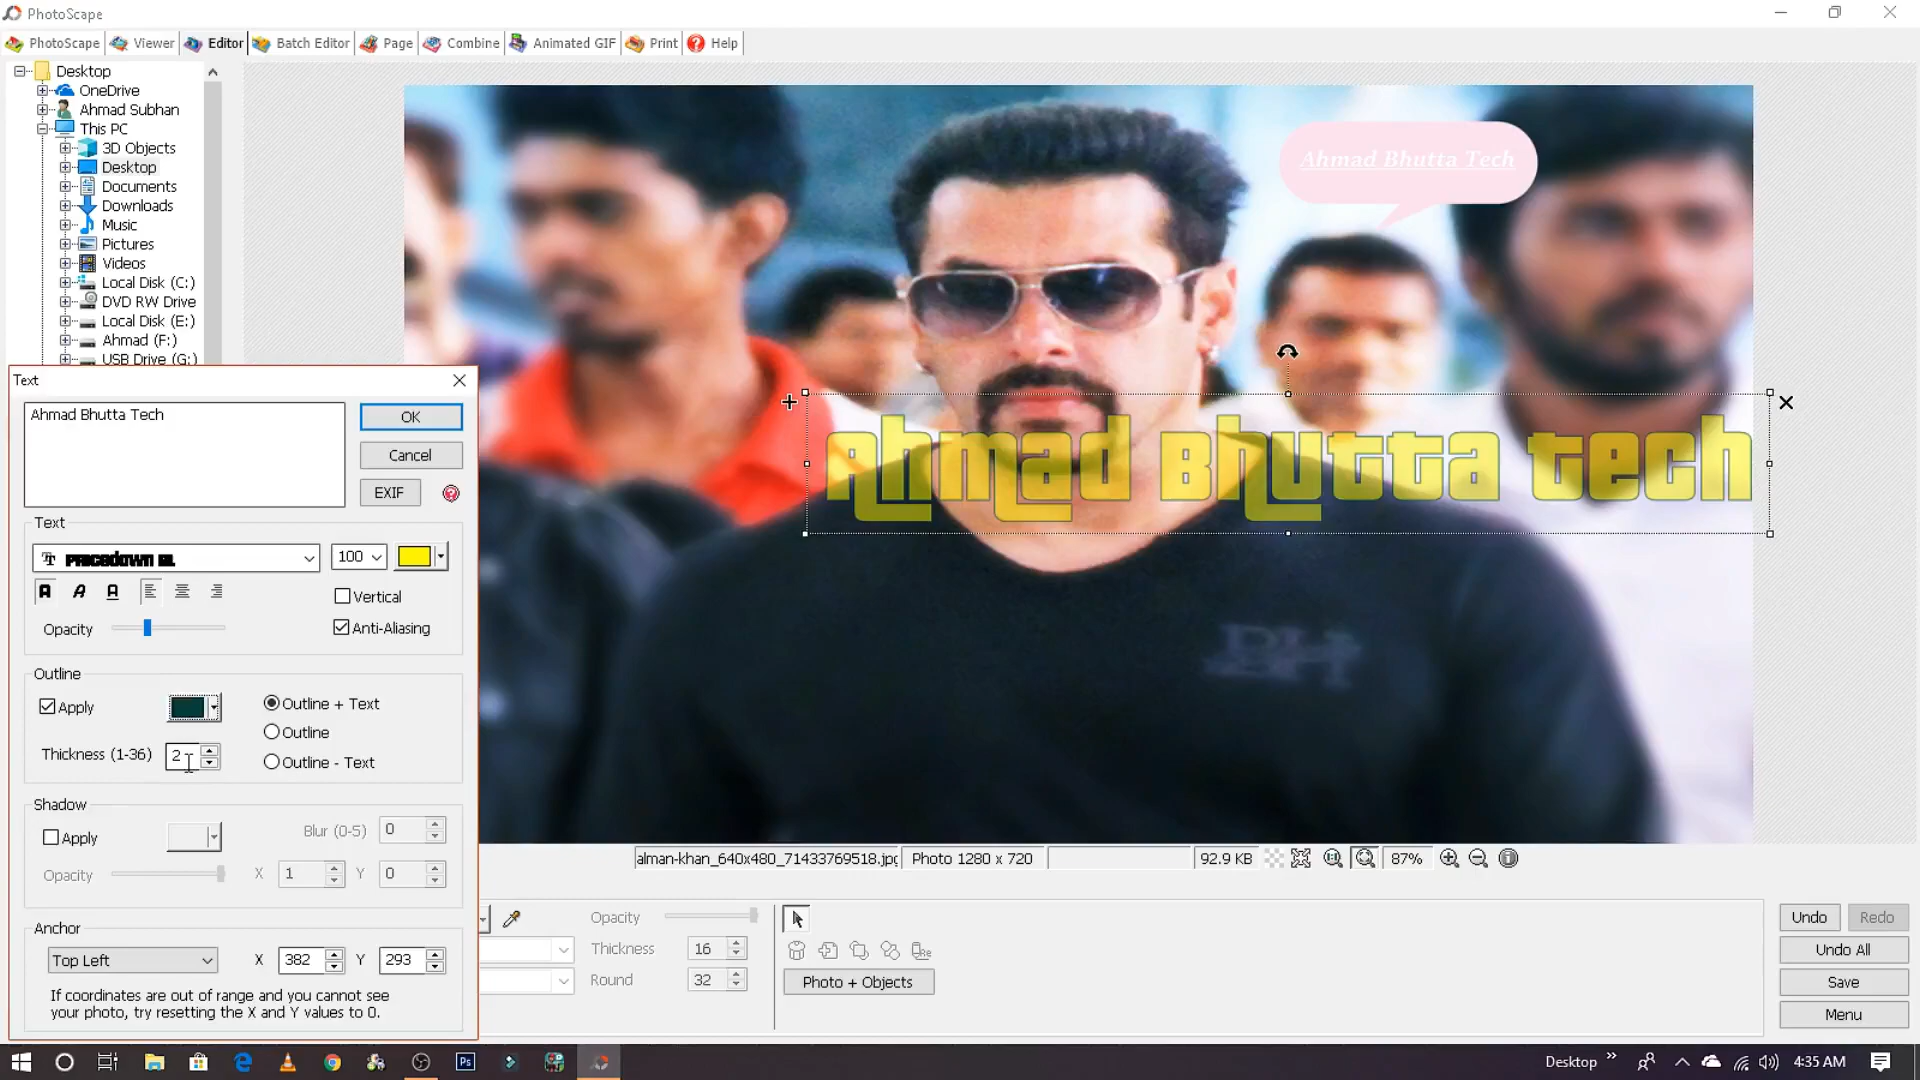 PhotoScape
PhotoScape Viewer Editor Batch Editor Page Combine Animated GIF Print Help
Desktop
OneDrive
Ahmad Subhan
This PC
3D Objects
Desktop
Documents
Downloads
Music
Pictures
Videos
Local Disk (C:)
DVD RW Drive
Local Disk (E:)
Ahmad (F:)
USB Drive (G:)
Ahmad Bhutta Tech
Ahmad Bhutta Tech
Text
Ahmad Bhutta Tech
OK
Cancel
EXIF
Text
Pricedown BL
100
A A A
Vertical
Opacity
Anti-Aliasing
Outline
Apply
Outline + Text
Outline
Thickness (1-36) 2
Outline - Text
Shadow
Apply
Blur (0-5) 0
Opacity
X 1 Y 0
Anchor
Top Left X 382 Y 293
If coordinates are out of range and you cannot see
your photo, try resetting the X and Y values to 0.
alman-khan_640x480_71433769518.jpg Photo 1280 x 720 92.9 KB 87%
Opacity
Thickness 16
Round 32
Photo + Objects
Undo Redo
Undo All
Save
Menu
Ps
Desktop 4:35 AM